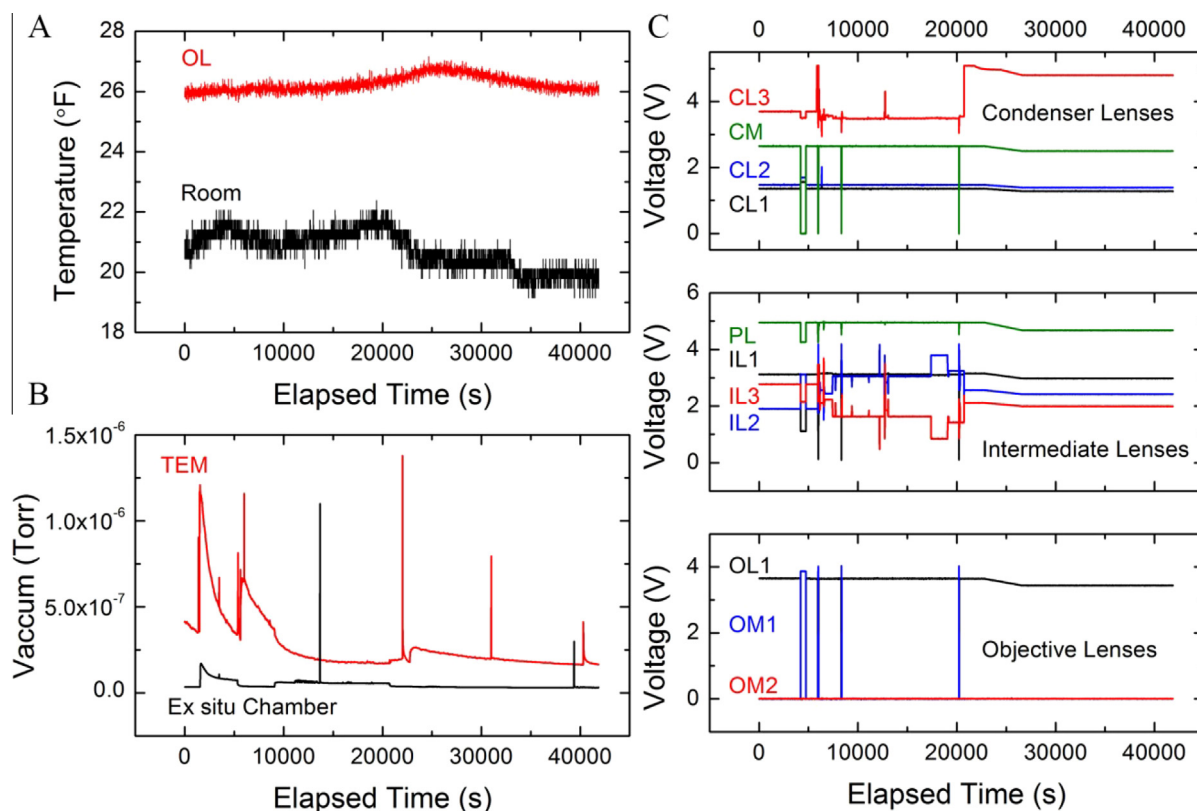 A
28
26
24
22
20
18
Temperature (°F)
OL
Room
0 10000 20000 30000 40000
Elapsed Time (s)
B
1.5x10-6
1.0x10-6
5.0x10-7
0.0
Vaccum (Torr)
TEM
Ex situ Chamber
0 10000 20000 30000 40000
Elapsed Time (s)
C
0 10000 20000 30000 40000
4
2
0
Voltage (V)
CL3
CM
CL2
CL1
Condenser Lenses
6
4
2
0
Voltage (V)
PL
IL1
IL3
IL2
Intermediate Lenses
4
2
0
Voltage (V)
OL1
OM1
OM2
Objective Lenses
0 10000 20000 30000 40000
Elapsed Time (s)